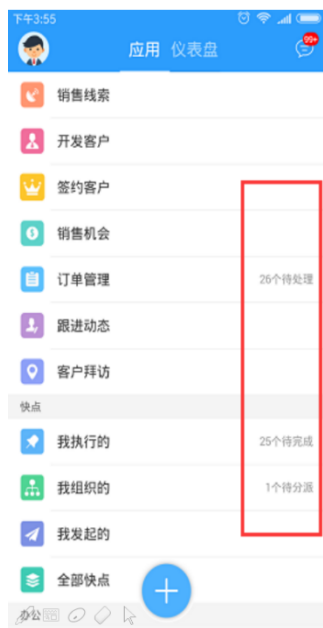 下午3:55
应用 仪表盘 99+
销售线索
开发客户
签约客户
销售机会
订单管理 26个待处理
跟进动态
客户拜访
快点
我执行的 25个待完成
我组织的 1个待分派
我发起的
全部快点
办公